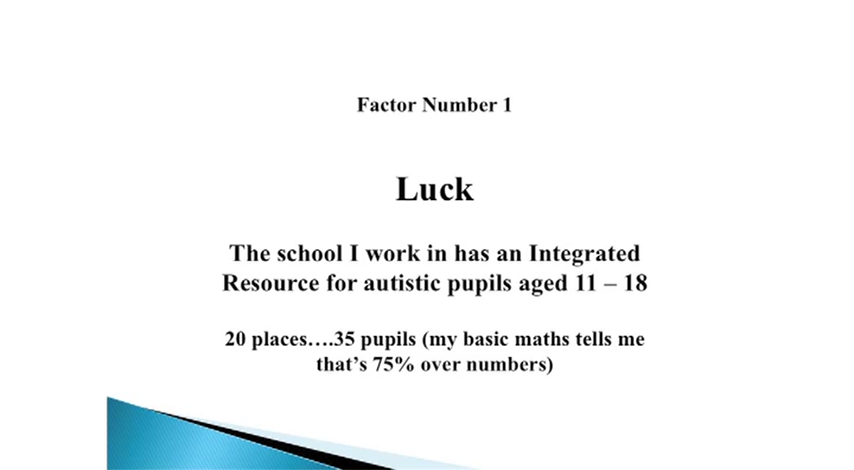 Factor Number 1
Luck
The school I work in has an Integrated
Resource for autistic pupils aged 11 – 18
20 places….35 pupils (my basic maths tells me
that’s 75% over numbers)